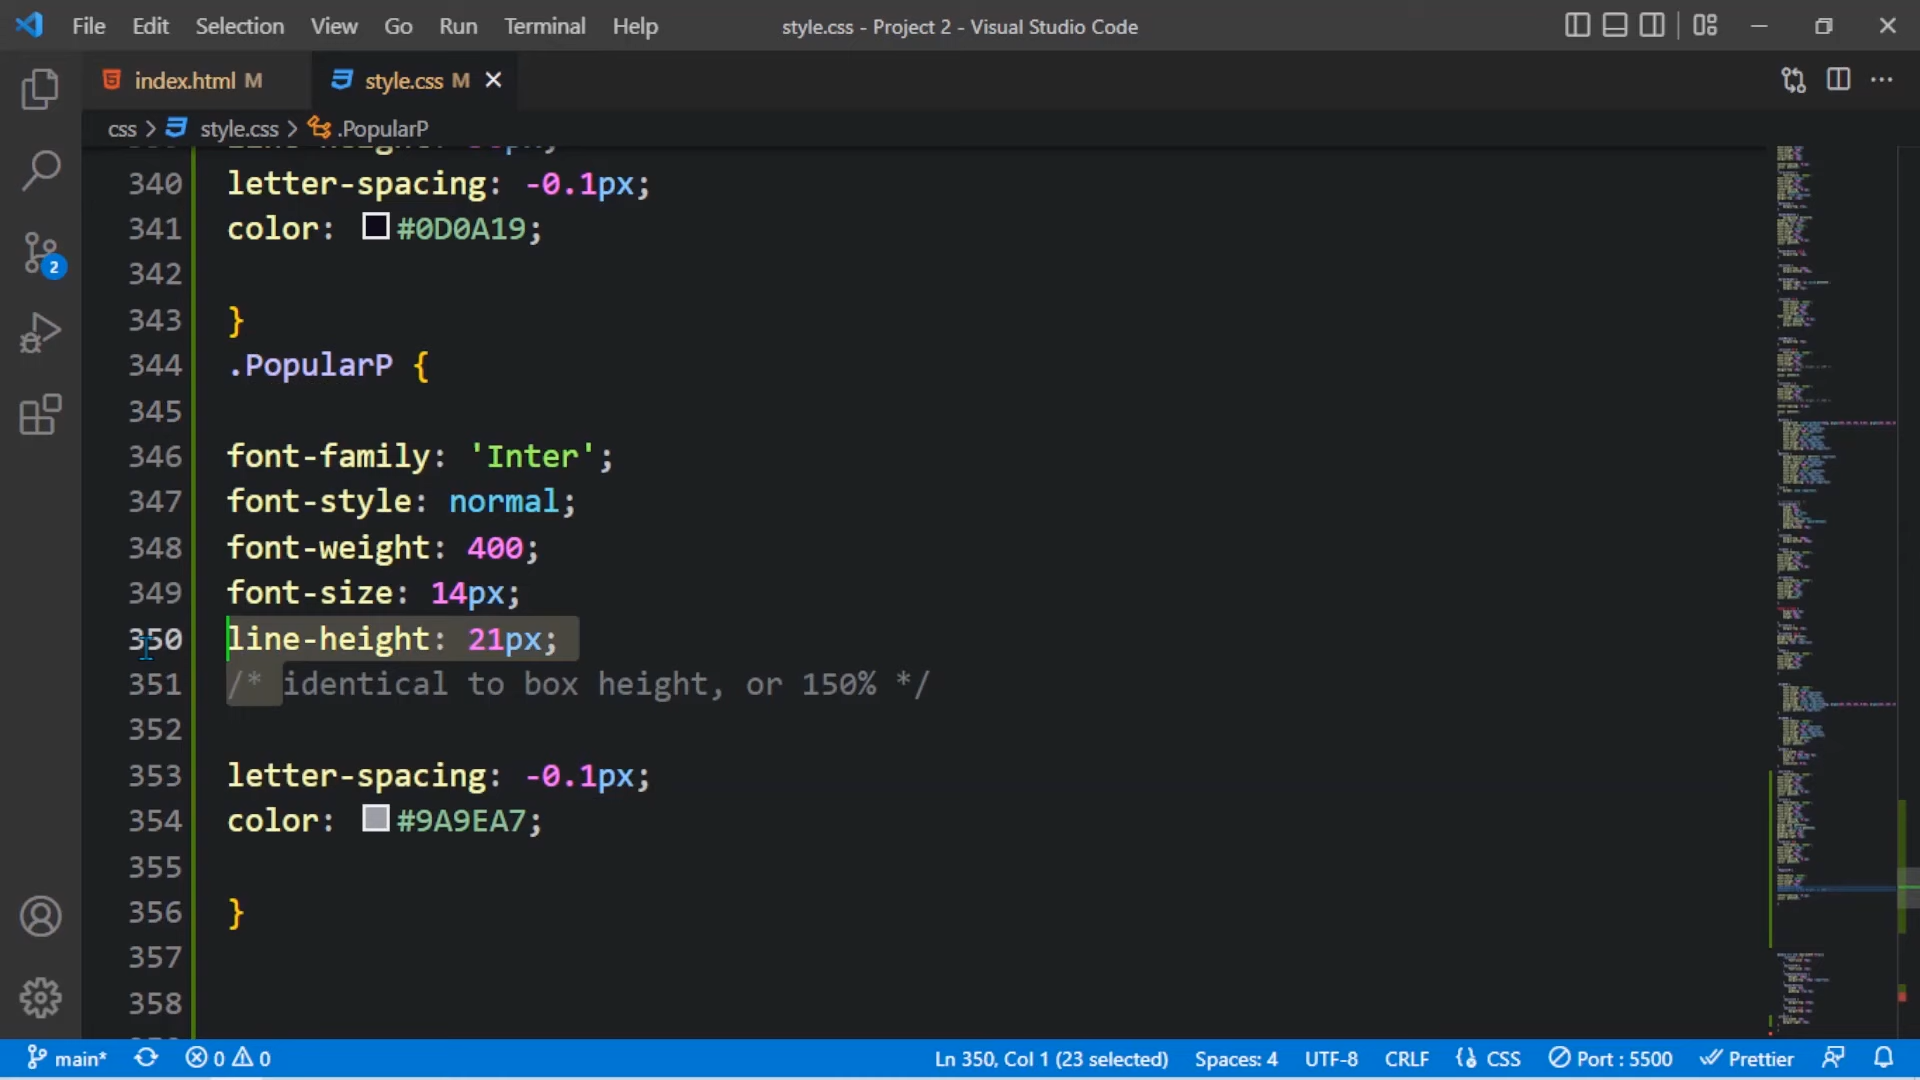 File Edit Selection View Go Run Terminal Help style.css - Project 2 - Visual Studio Code
index.html M style.css M
css > style.css > .PopularP
340 letter-spacing: -0.1px;
341 color: #0D0A19;
342
343 }
344 .PopularP {
345
346 font-family: 'Inter';
347 font-style: normal;
348 font-weight: 400;
349 font-size: 14px;
350 line-height: 21px;
351 /* identical to box height, or 150% */
352
353 letter-spacing: -0.1px;
354 color: #9A9EA7;
355
356 }
357
358
2
main* 0 0 Ln 350, Col 1 (23 selected) Spaces: 4 UTF-8 CRLF CSS Port : 5500 Prettier